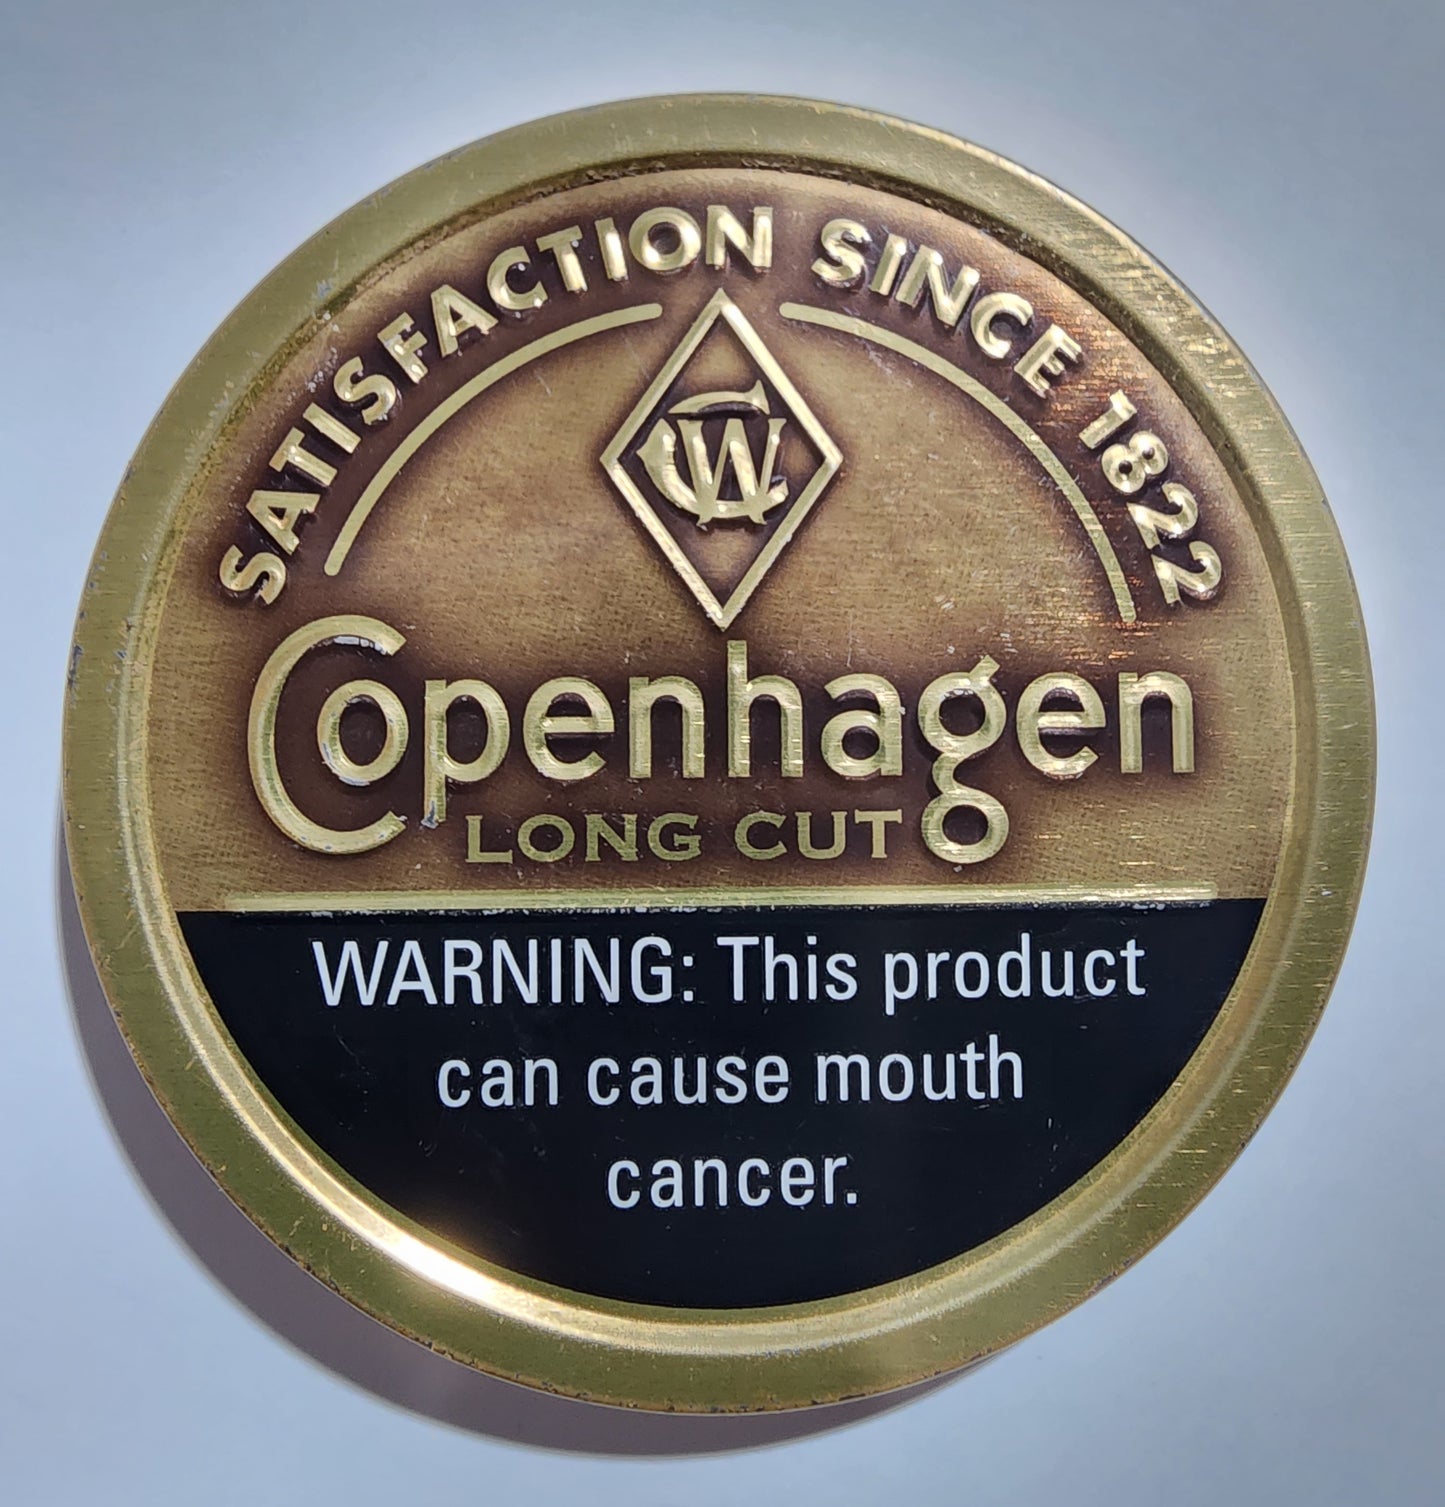 SATISFACTION SINCE 1822
CW
Copenhagen
LONG CUT
WARNING: This product
can cause mouth
cancer.